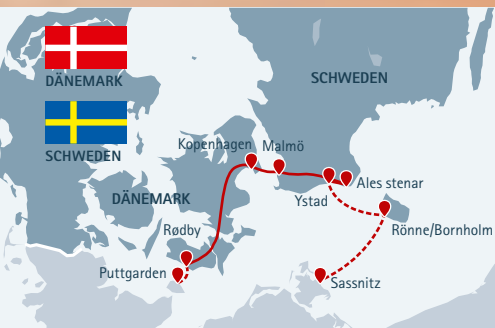 DÄNEMARK
SCHWEDEN
SCHWEDEN
Kopenhagen
Malmö
Ales stenar
Ystad
DÄNEMARK
Rönne/Bornholm
Rødby
Puttgarden
Sassnitz